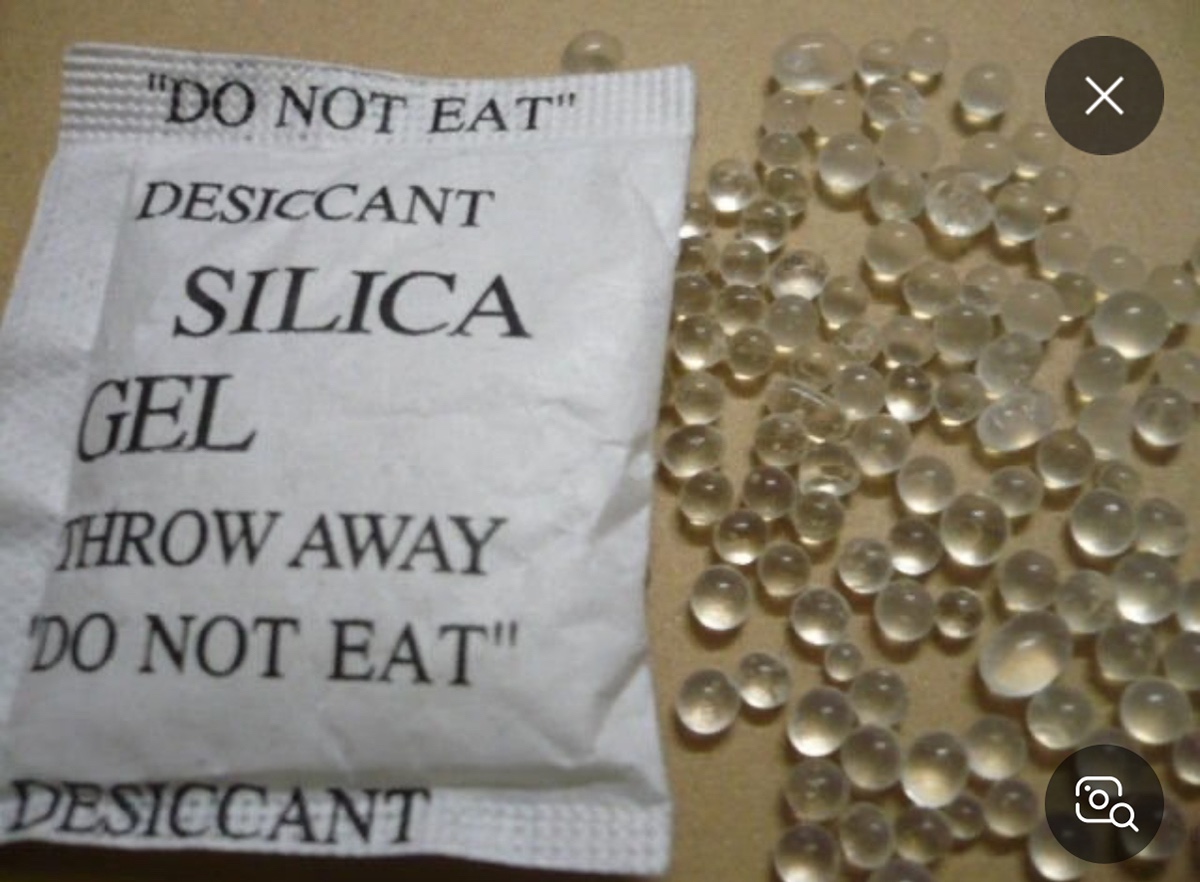 "DO NOT EAT"
DESICCANT
SILICA
GEL
THROW AWAY
"DO NOT EAT"
DESICCANT